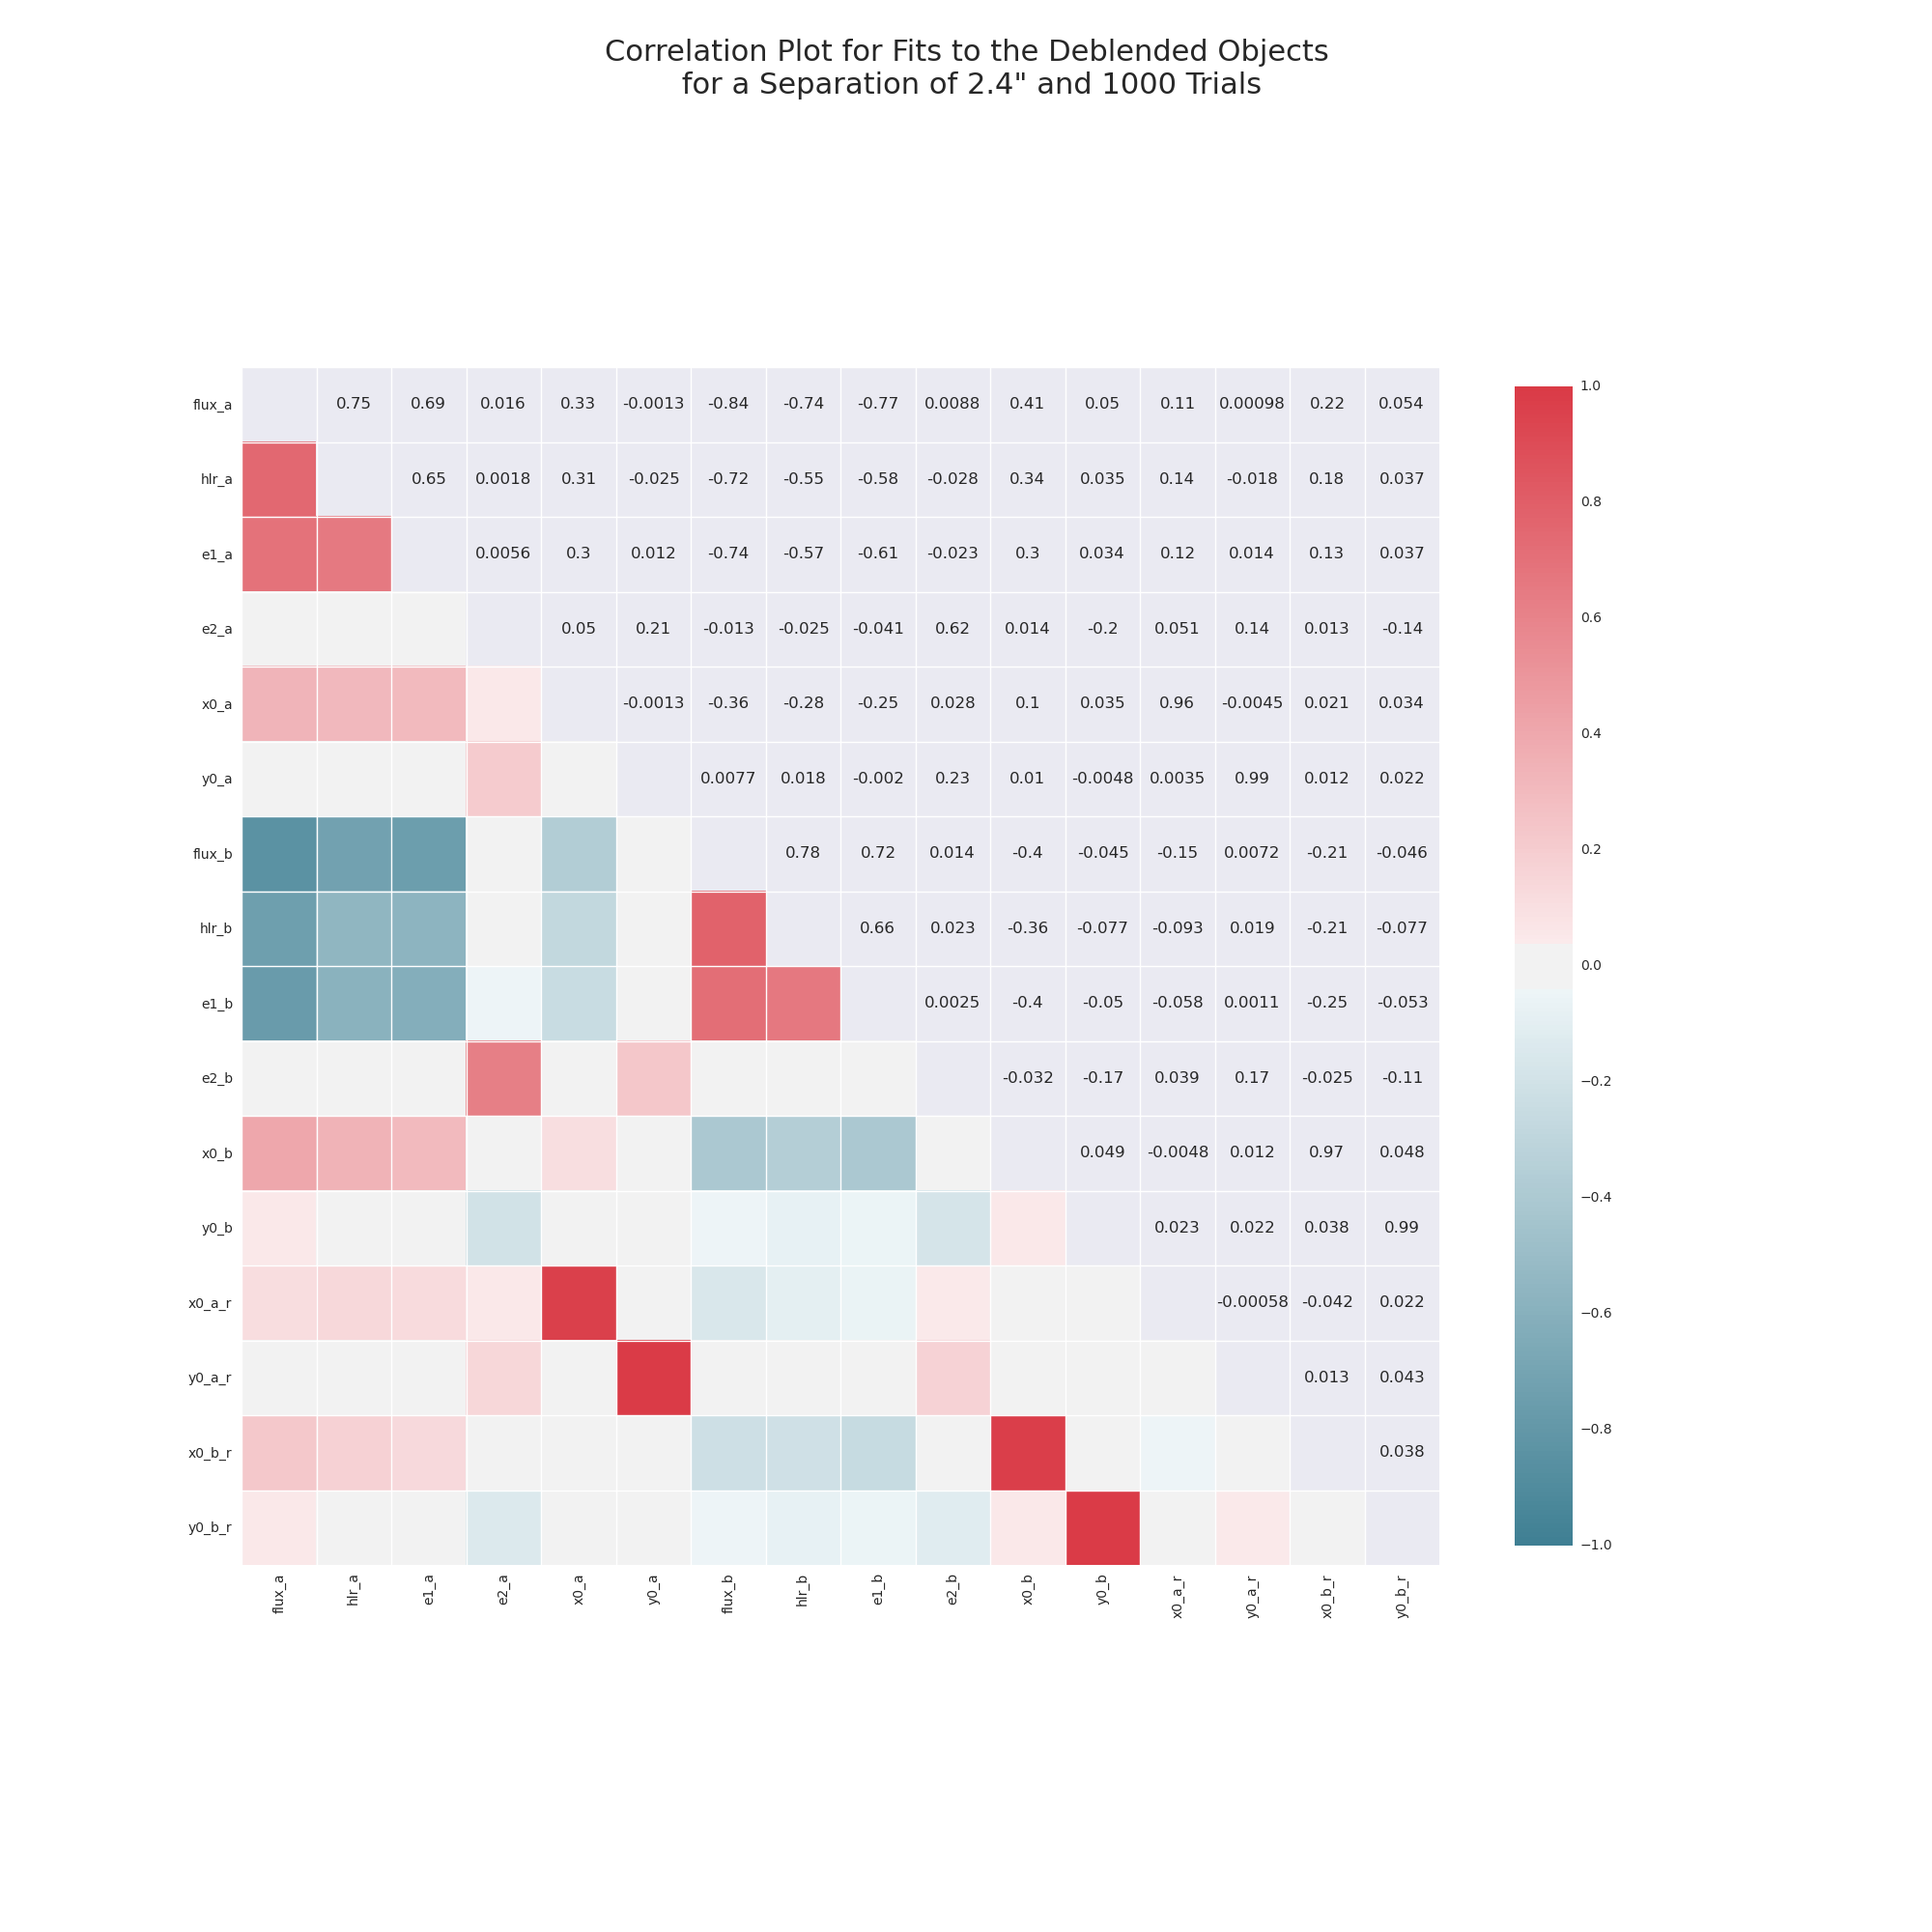 Correlation Plot for Fits to the Deblended Objects
for a Separation of 2.4" and 1000 Trials
flux_a 0.75 0.69 0.016 0.33 -0.0013 -0.84 -0.74 -0.77 0.0088 0.41 0.05 0.11 0.00098 0.22 0.054
hlr_a 0.65 0.0018 0.31 -0.025 -0.72 -0.55 -0.58 -0.028 0.34 0.035 0.14 -0.018 0.18 0.037
e1_a 0.0056 0.3 0.012 -0.74 -0.57 -0.61 -0.023 0.3 0.034 0.12 0.014 0.13 0.037
e2_a 0.05 0.21 -0.013 -0.025 -0.041 0.62 0.014 -0.2 0.051 0.14 0.013 -0.14
x0_a -0.0013 -0.36 -0.28 -0.25 0.028 0.1 0.035 0.96 -0.0045 0.021 0.034
y0_a 0.0077 0.018 -0.002 0.23 0.01 -0.0048 0.0035 0.99 0.012 0.022
flux_b 0.78 0.72 0.014 -0.4 -0.045 -0.15 0.0072 -0.21 -0.046
hlr_b 0.66 0.023 -0.36 -0.077 -0.093 0.019 -0.21 -0.077
e1_b 0.0025 -0.4 -0.05 -0.058 0.0011 -0.25 -0.053
e2_b -0.032 -0.17 0.039 0.17 -0.025 -0.11
x0_b 0.049 -0.0048 0.012 0.97 0.048
y0_b 0.023 0.022 0.038 0.99
x0_a_r -0.00058 -0.042 0.022
y0_a_r 0.013 0.043
x0_b_r 0.038
y0_b_r
flux_a hlr_a e1_a e2_a x0_a y0_a flux_b hlr_b e1_b e2_b x0_b y0_b x0_a_r y0_a_r x0_b_r y0_b_r
1.0
0.8
0.6
0.4
0.2
0.0
−0.2
−0.4
−0.6
−0.8
−1.0